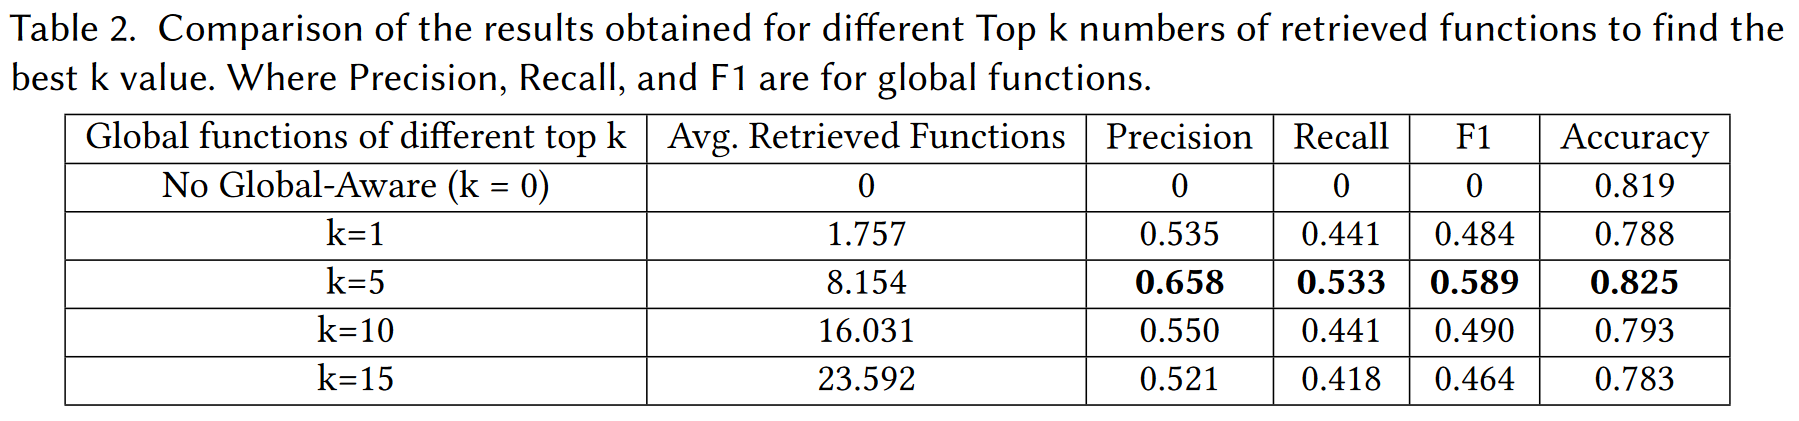 Table 2. Comparison of the results obtained for different Top k numbers of retrieved functions to find the
best k value. Where Precision, Recall, and F1 are for global functions.
Global functions of different top k Avg. Retrieved Functions Precision Recall F1 Accuracy
No Global-Aware (k = 0) 0 0 0 0 0.819
k=1 1.757 0.535 0.441 0.484 0.788
k=5 8.154 0.658 0.533 0.589 0.825
k=10 16.031 0.550 0.441 0.490 0.793
k=15 23.592 0.521 0.418 0.464 0.783